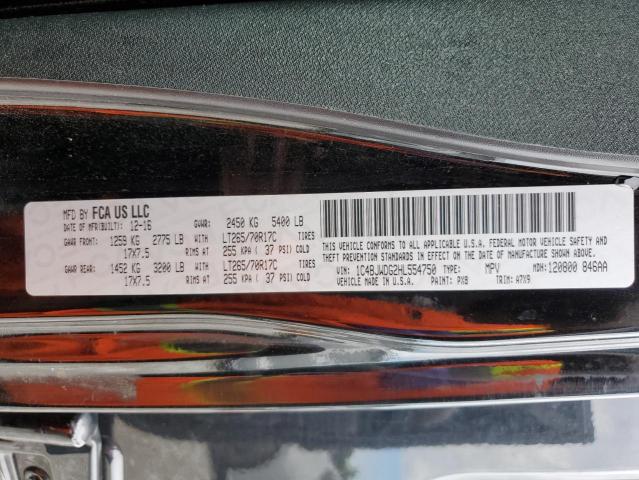 MFD BY FCA US LLC
DATE OF MFR(BUILT): 12-16 GVWR: 2450 KG 5400 LB
GAWR FRONT: 1259 KG 2775 LB WITH LT265/70R17C TIRES
17X7.5 RIMS AT 255 KPA ( 37 PSI) COLD
GAWR REAR: 1452 KG 3200 LB WITH LT265/70R17C TIRES
17X7.5 RIMS AT 255 KPA ( 37 PSI) COLD
THIS VEHICLE CONFORMS TO ALL APPLICABLE U.S.A. FEDERAL MOTOR VEHICLE SAFETY AND
THEFT PREVENTION STANDARDS IN EFFECT ON THE DATE OF MANUFACTURE SHOWN ABOVE.
VIN: 1C4BJWDG2HL554750 TYPE: MPV MDH: 120800 846AA
VEHICLE MADE IN U.S.A. PAINT: PX8 TRIM: A7X9